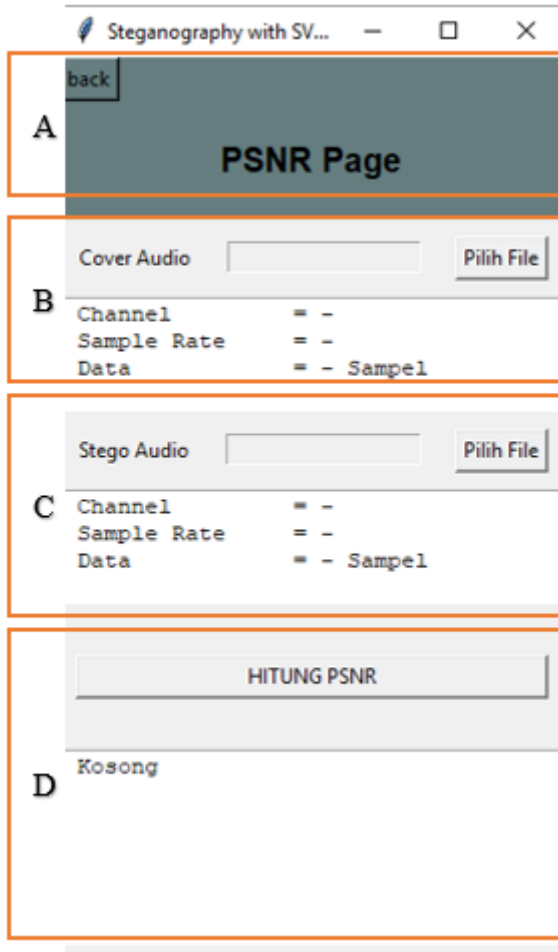 Steganography with SV...
back
A
PSNR Page
Cover Audio Pilih File
B
Channel = -
Sample Rate = -
Data = - Sampel
Stego Audio Pilih File
C
Channel = -
Sample Rate = -
Data = - Sampel
HITUNG PSNR
Kosong
D